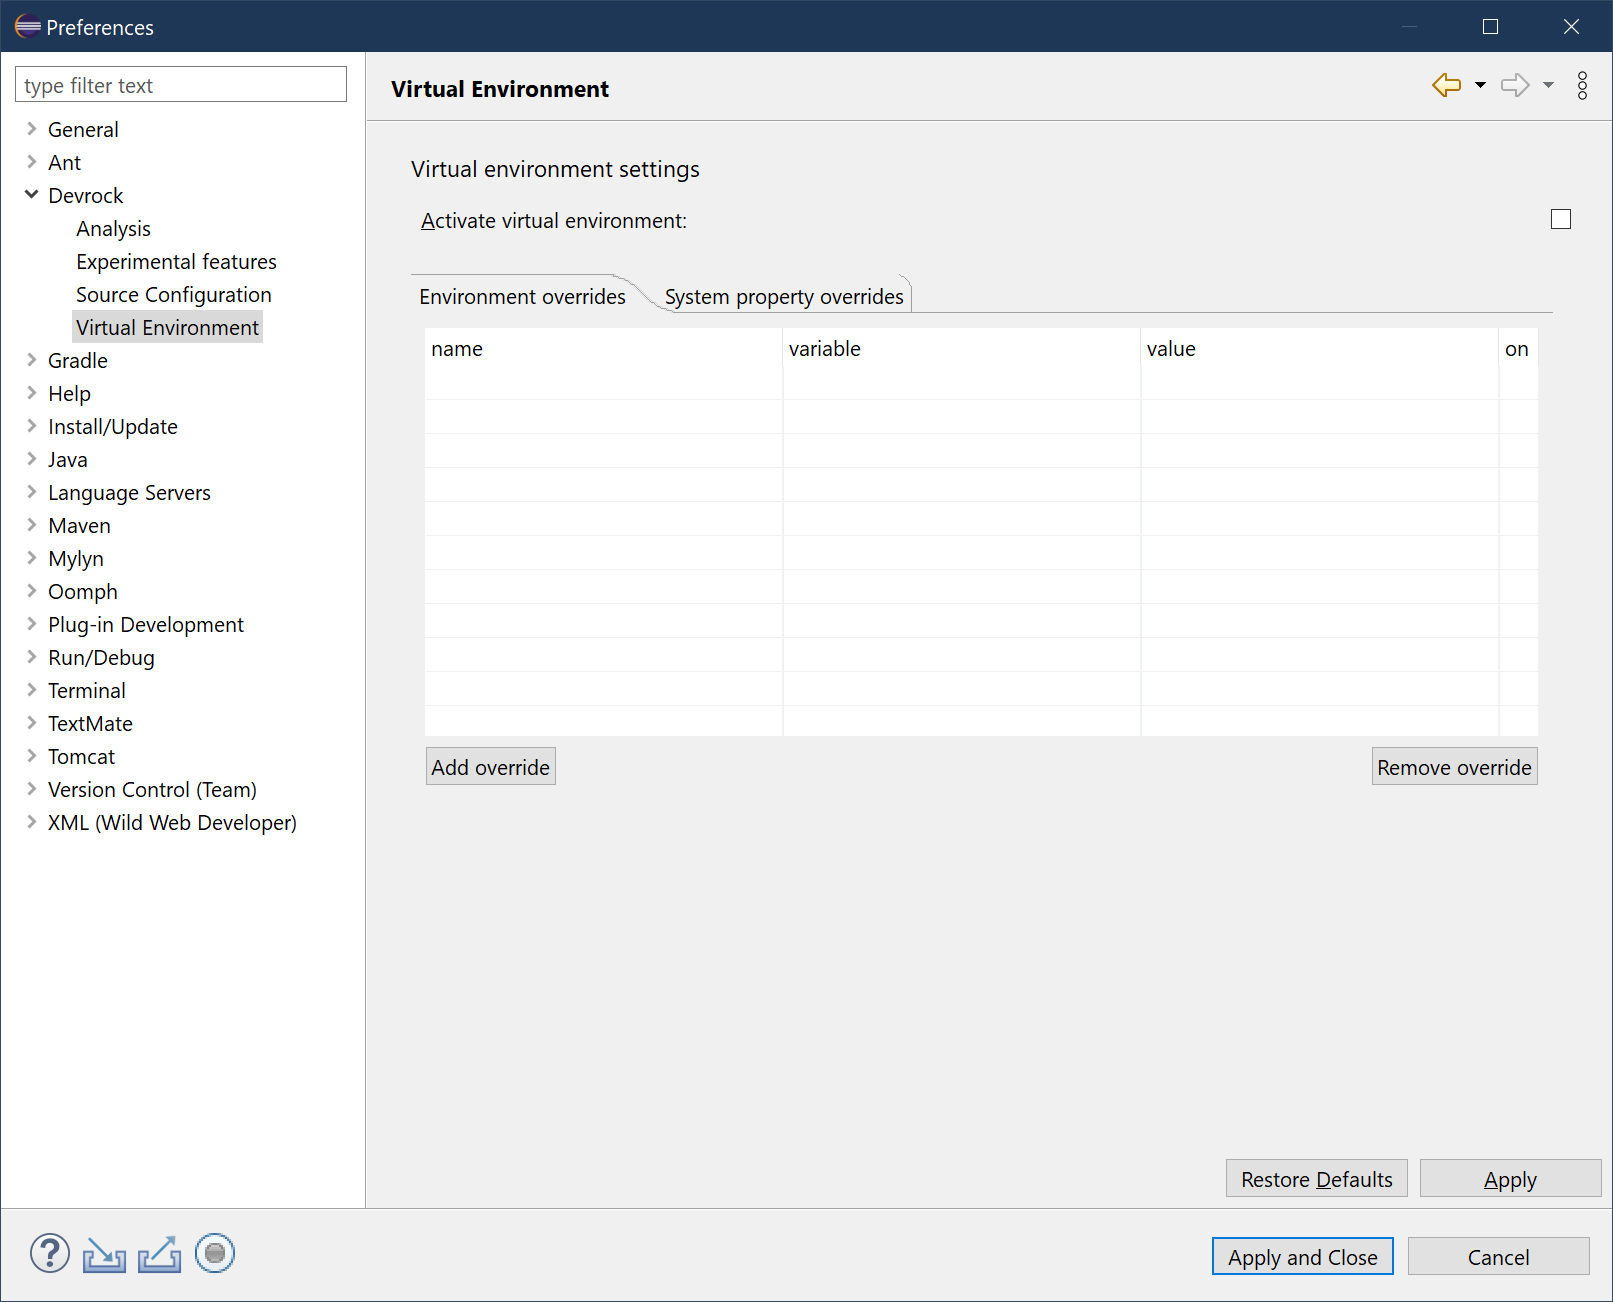 Preferences
type filter text
General
Ant
Devrock
Analysis
Experimental features
Source Configuration
Virtual Environment
Gradle
Help
Install/Update
Java
Language Servers
Maven
Mylyn
Oomph
Plug-in Development
Run/Debug
Terminal
TextMate
Tomcat
Version Control (Team)
XML (Wild Web Developer)
Virtual Environment
Virtual environment settings
Activate virtual environment:
Environment overrides System property overrides
name variable value on
Add override Remove override
Restore Defaults Apply
? Apply and Close Cancel